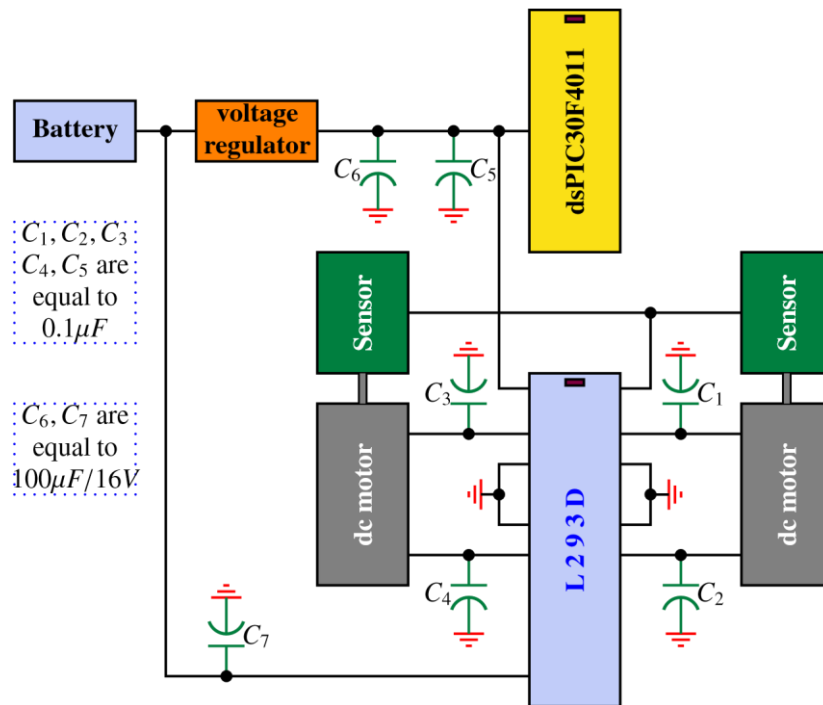 dsPIC30F4011
Battery
voltage
regulator
C₆
C₅
C₁, C₂, C₃
C₄, C₅ are
equal to
0.1μF
Sensor
Sensor
C₃
C₁
C₆, C₇ are
equal to
100μF/16V
dc motor
L293D
dc motor
C₄
C₂
C₇